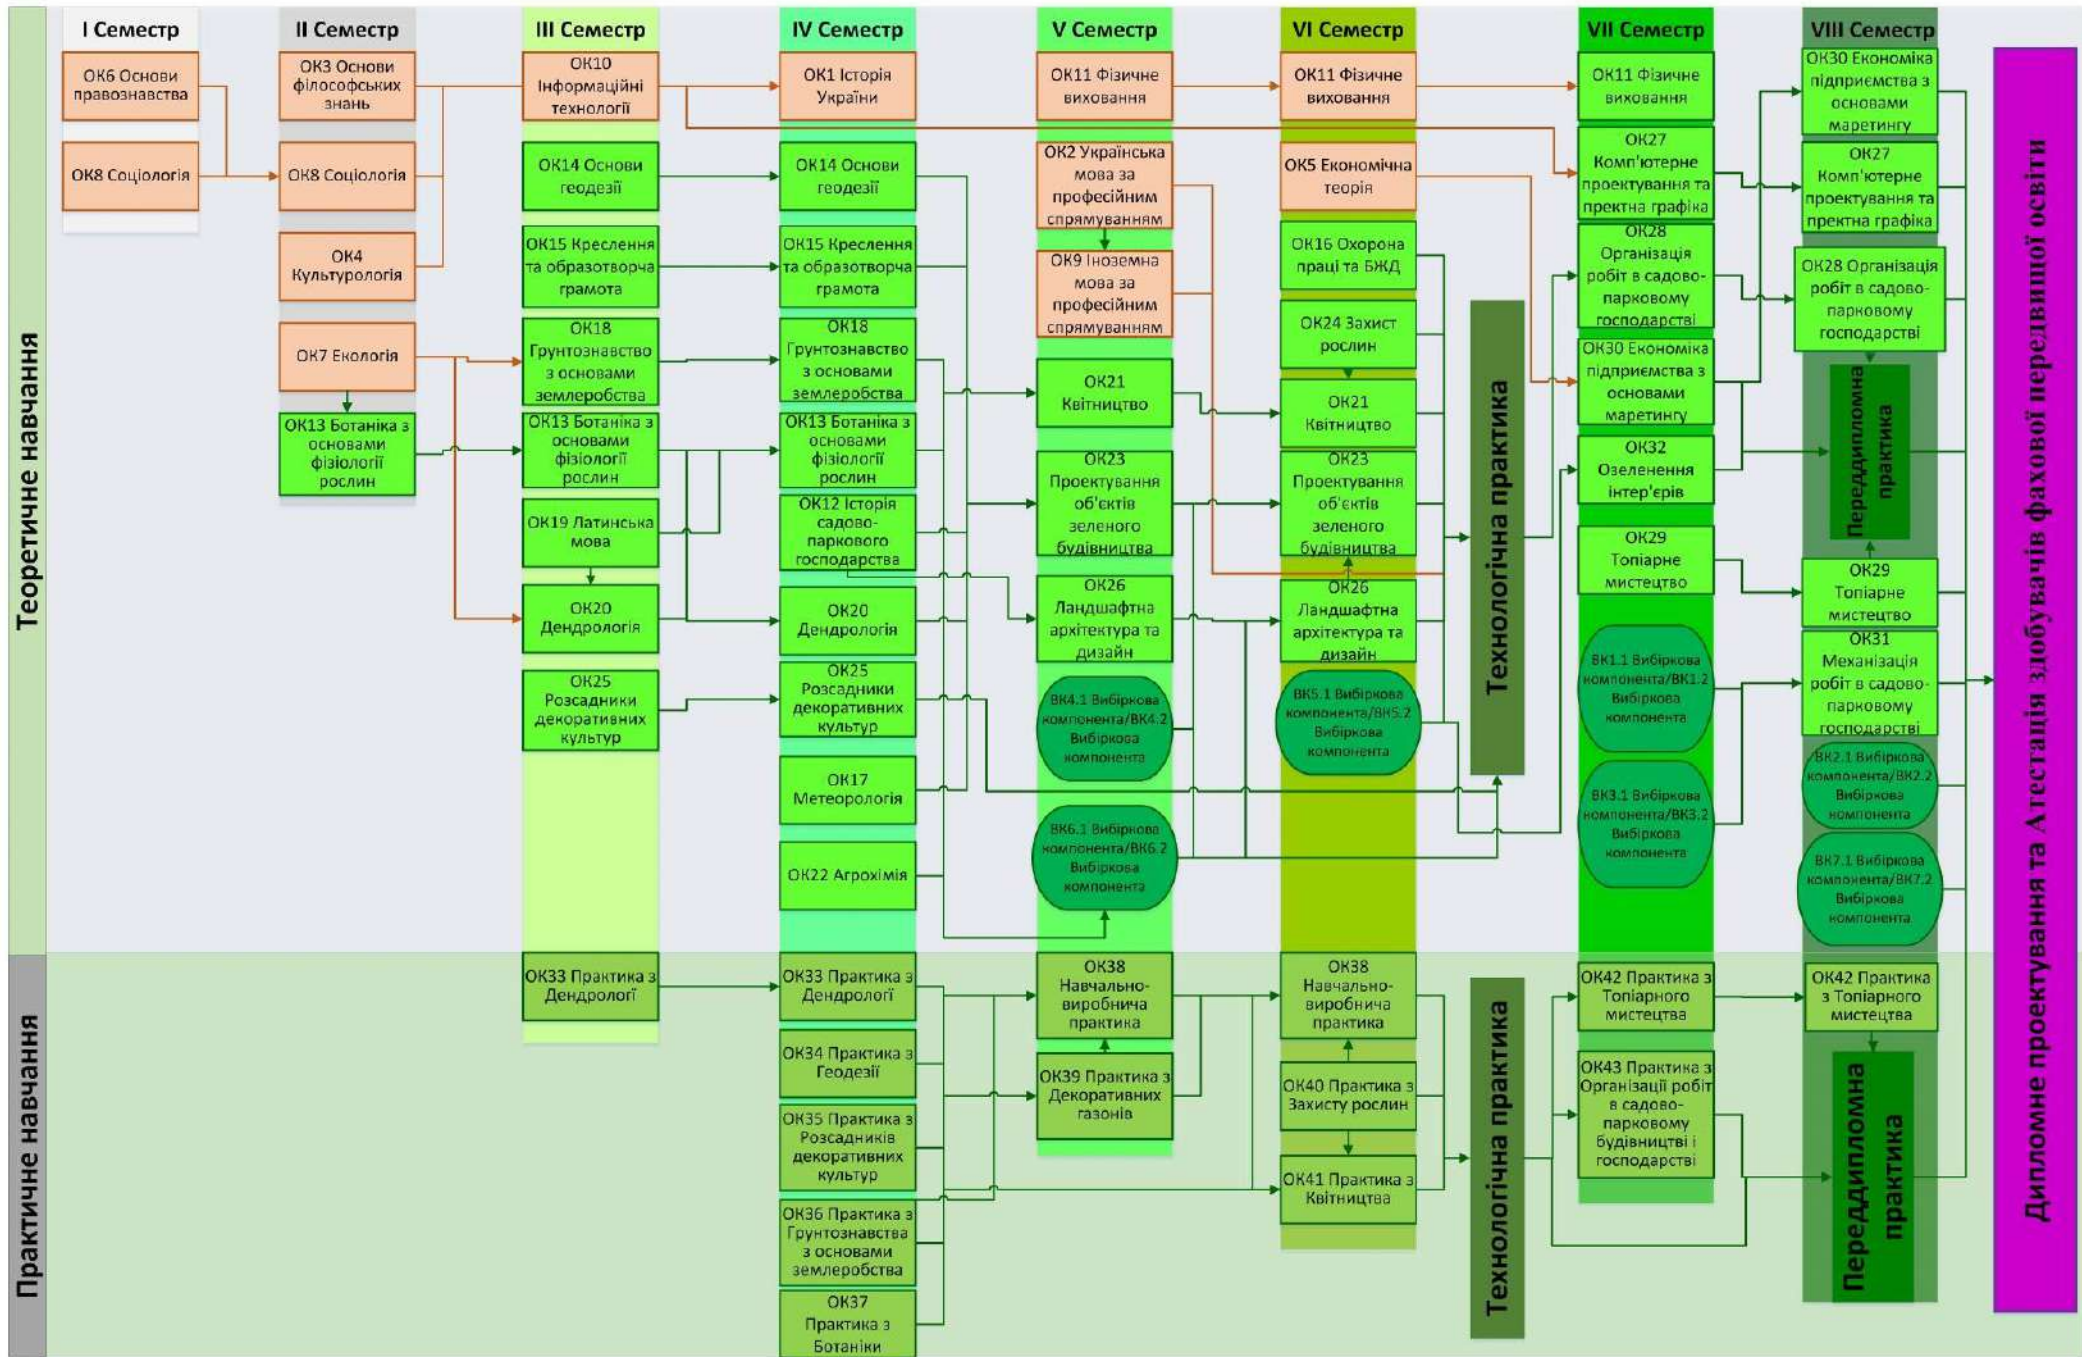 Теоретичне навчання
I Семестр
ОК6 Основи
правознавства
ОК8 Соціологія
II Семестр
ОК3 Основи
філософських
знань
ОК8 Соціологія
ОК4
Культурологія
ОК7 Екологія
ОК13 Ботаніка з
основами
фізіології
рослин
III Семестр
ОК10
Інформаційні
технології
ОК14 Основи
геодезії
ОК15 Креслення
та образотворча
грамота
ОК18
Грунтознавство
з основами
землеробства
ОК13 Ботаніка з
основами
фізіології
рослин
ОК19 Латинська
мова
ОК20
Дендрологія
ОК25
Розсадники
декоративних
культур
IV Семестр
ОК1 Історія
України
ОК14 Основи
геодезії
ОК15 Креслення
та образотворча
грамота
ОК18
Грунтознавство
з основами
землеробства
ОК13 Ботаніка з
основами
фізіології
рослин
ОК12 Історія
садово-
паркового
господарства
ОК20
Дендрологія
ОК25
Розсадники
декоративних
культур
ОК17
Метеорологія
ОК22 Агрохімія
V Семестр
ОК11 Фізичне
виховання
ОК2 Українська
мова за
професійним
спрямуванням
ОК9 Іноземна
мова за
професійним
спрямуванням
ОК21
Квітництво
ОК23
Проектування
об'єктів
зеленого
будівництва
ОК26
Ландшафтна
архітектура та
дизайн
ВК4.1 Вибіркова
компонента/ВК4.2
Вибіркова
компонента
ВК6.1 Вибіркова
компонента/ВК6.2
Вибіркова
компонента
VI Семестр
ОК11 Фізичне
виховання
ОК5 Економічна
теорія
ОК16 Охорона
праці та БЖД
ОК24 Захист
рослин
ОК21
Квітництво
ОК23
Проектування
об'єктів
зеленого
будівництва
ОК26
Ландшафтна
архітектура та
дизайн
ВК5.1 Вибіркова
компонента/ВК5.2
Вибіркова
компонента
Технологічна практика
VII Семестр
ОК11 Фізичне
виховання
ОК27
Комп'ютерне
проектування та
пректна графіка
ОК28
Організація
робіт в садово-
парковому
господарстві
ОК30 Економіка
підприємства з
основами
маретингу
ОК32
Озеленення
інтер'єрів
ОК29
Топіарне
мистецтво
ВК1.1 Вибіркова
компонента/ВК1.2
Вибіркова
компонента
ВК3.1 Вибіркова
компонента/ВК3.2
Вибіркова
компонента
VIII Семестр
ОК30 Економіка
підприємства з
основами
маретингу
ОК27
Комп'ютерне
проектування та
пректна графіка
ОК28 Організація
робіт в садово-
парковому
господарстві
Переддипломна
практика
ОК29
Топіарне
мистецтво
ОК31
Механізація
робіт в садово-
парковому
господарстві
ВК2.1 Вибіркова
компонента/ВК2.2
Вибіркова
компонента
ВК7.1 Вибіркова
компонента/ВК7.2
Вибіркова
компонента
Дипломне проектування та Атестація здобувачів фахової передвищої освіти
Практичне навчання
ОК33 Практика з
Дендрології
ОК33 Практика з
Дендрології
ОК34 Практика з
Геодезії
ОК35 Практика з
Розсадників
декоративних
культур
ОК36 Практика з
Грунтознавства
з основами
землеробства
ОК37
Практика з
Ботаніки
ОК38
Навчально-
виробнича
практика
ОК39 Практика з
Декоративних
газонів
ОК38
Навчально-
виробнича
практика
ОК40 Практика з
Захисту рослин
ОК41 Практика з
Квітництва
Технологічна практика
ОК42 Практика з
Топіарного
мистецтва
ОК43 Практика з
Організації робіт
в садово-
парковому
будівництві і
господарстві
ОК42 Практика
з Топіарного
мистецтва
Переддипломна
практика